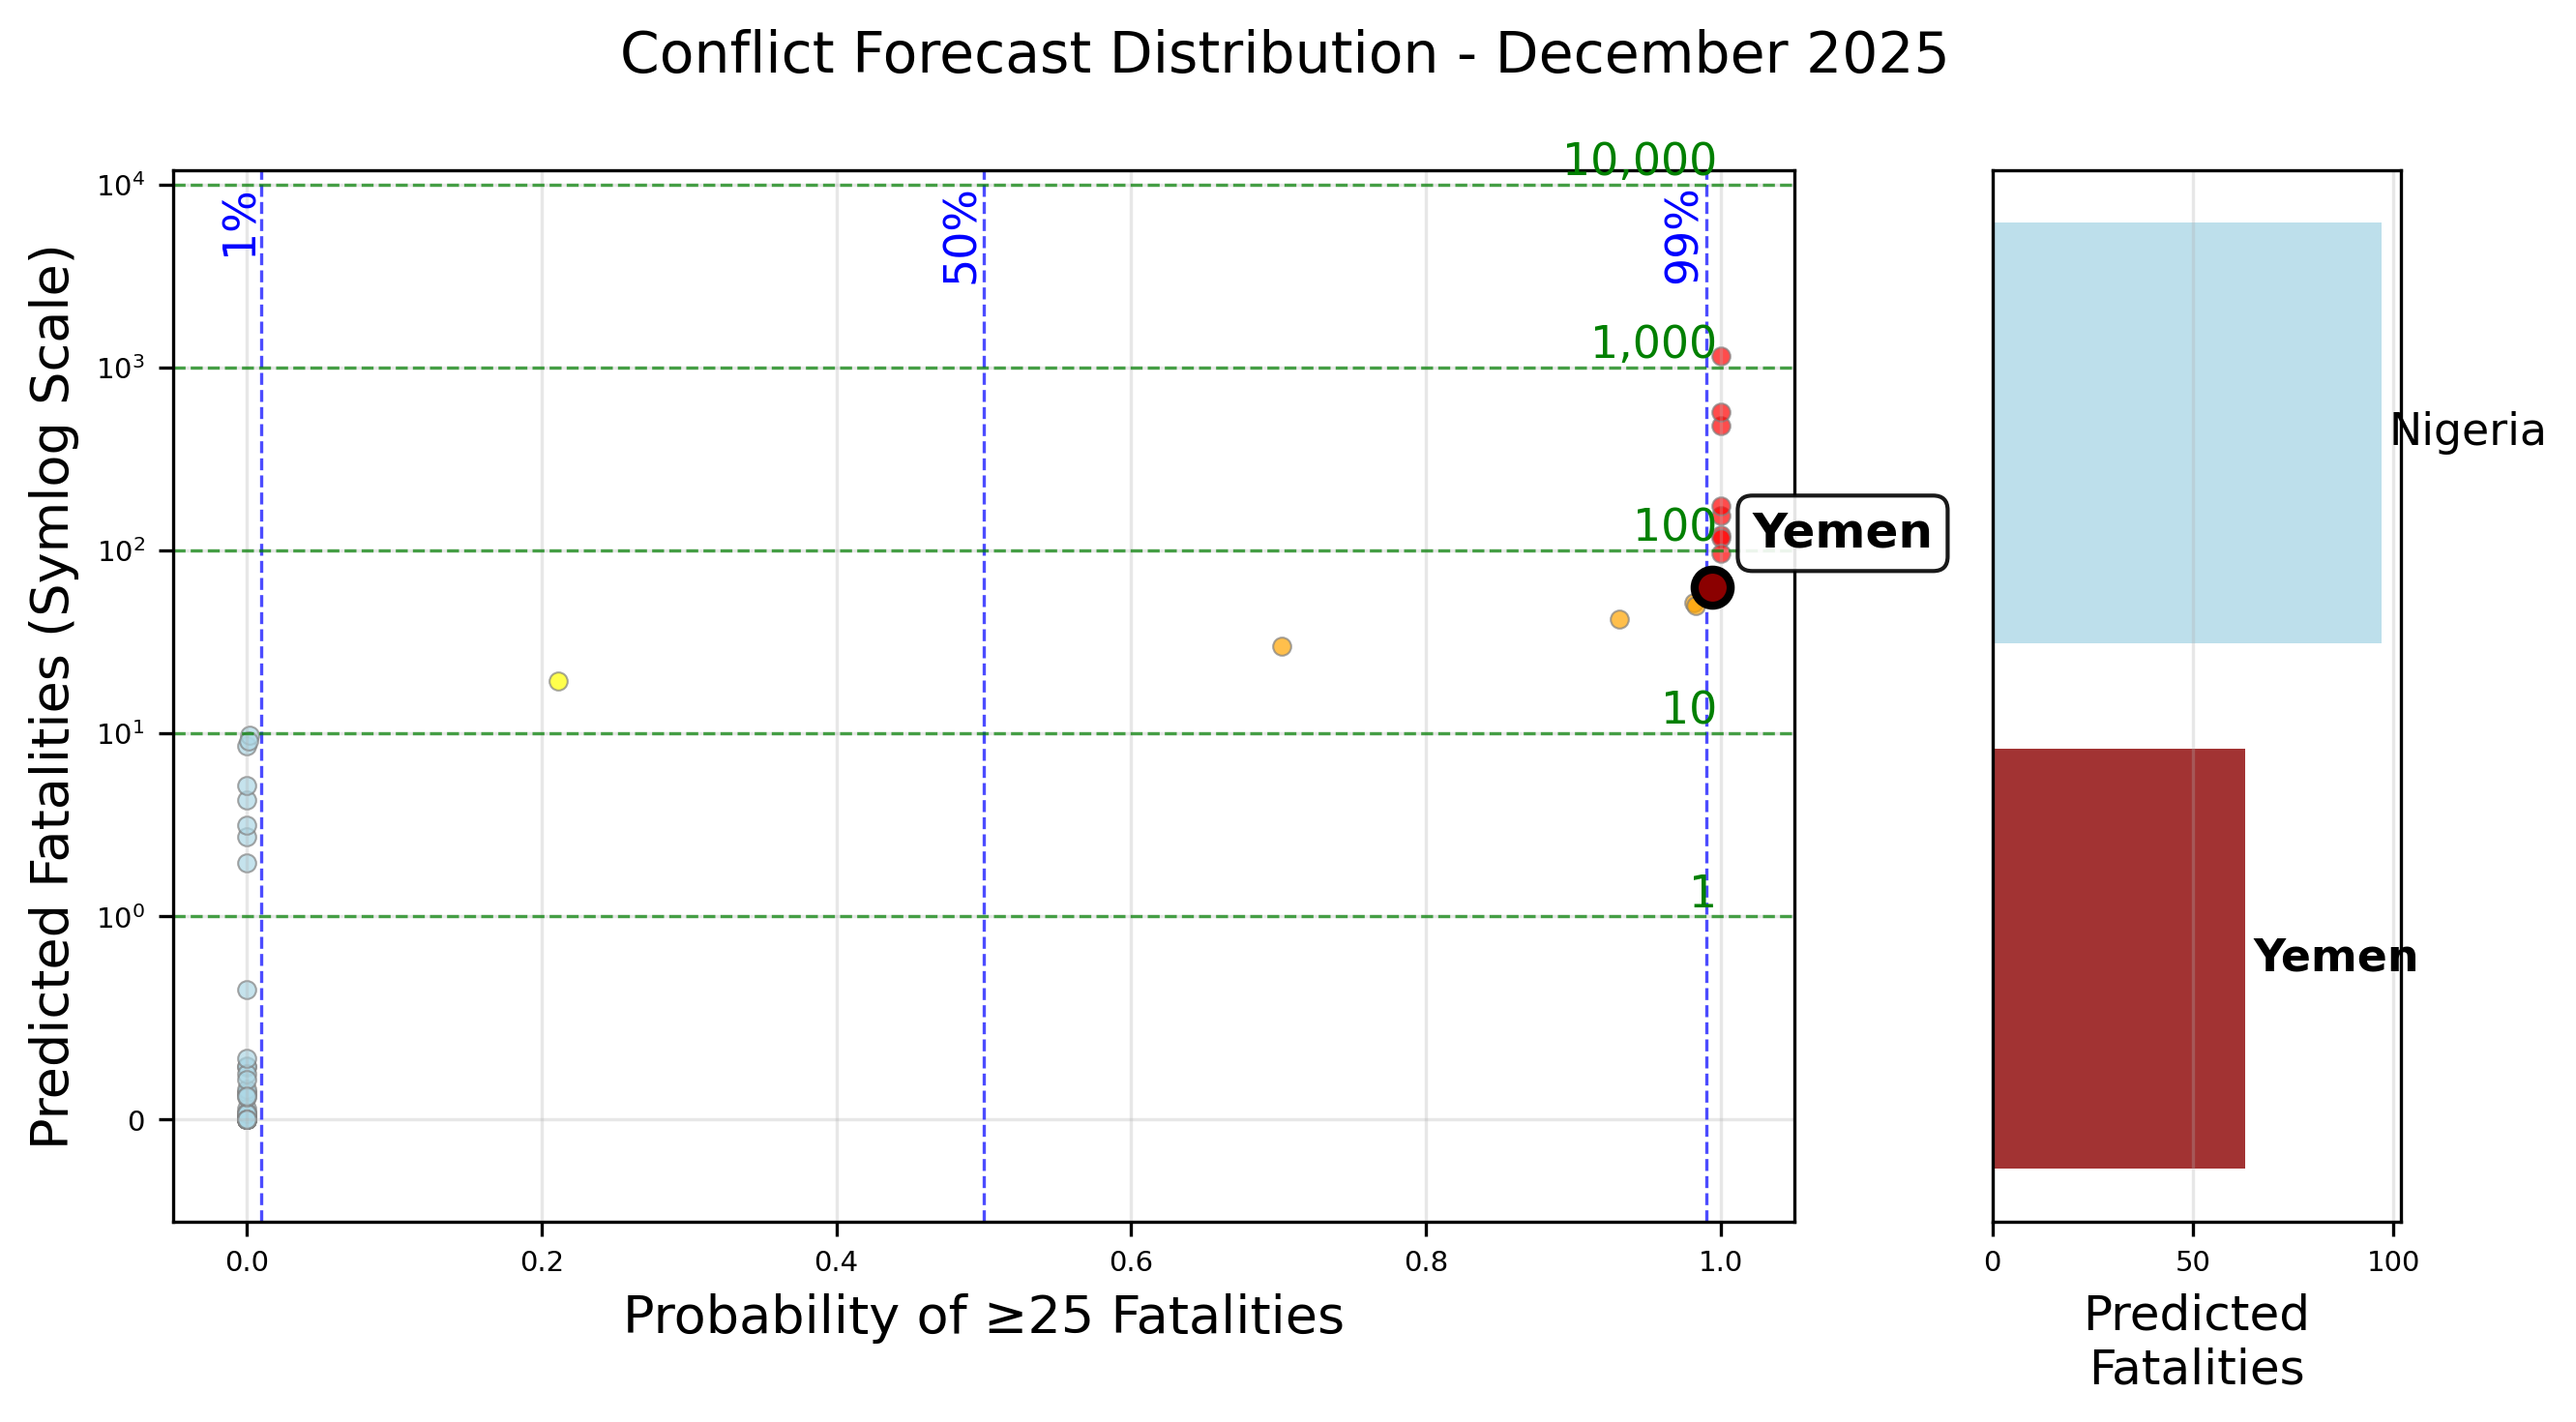 Conflict Forecast Distribution - December 2025
Predicted Fatalities (Symlog Scale)
10⁴
10³
10²
10¹
10⁰
0
1%
50%
99%
10,000
1,000
100
10
1
Yemen
0.0
0.2
0.4
0.6
0.8
1.0
Probability of ≥25 Fatalities
Nigeria
Yemen
0
50
100
Predicted
Fatalities